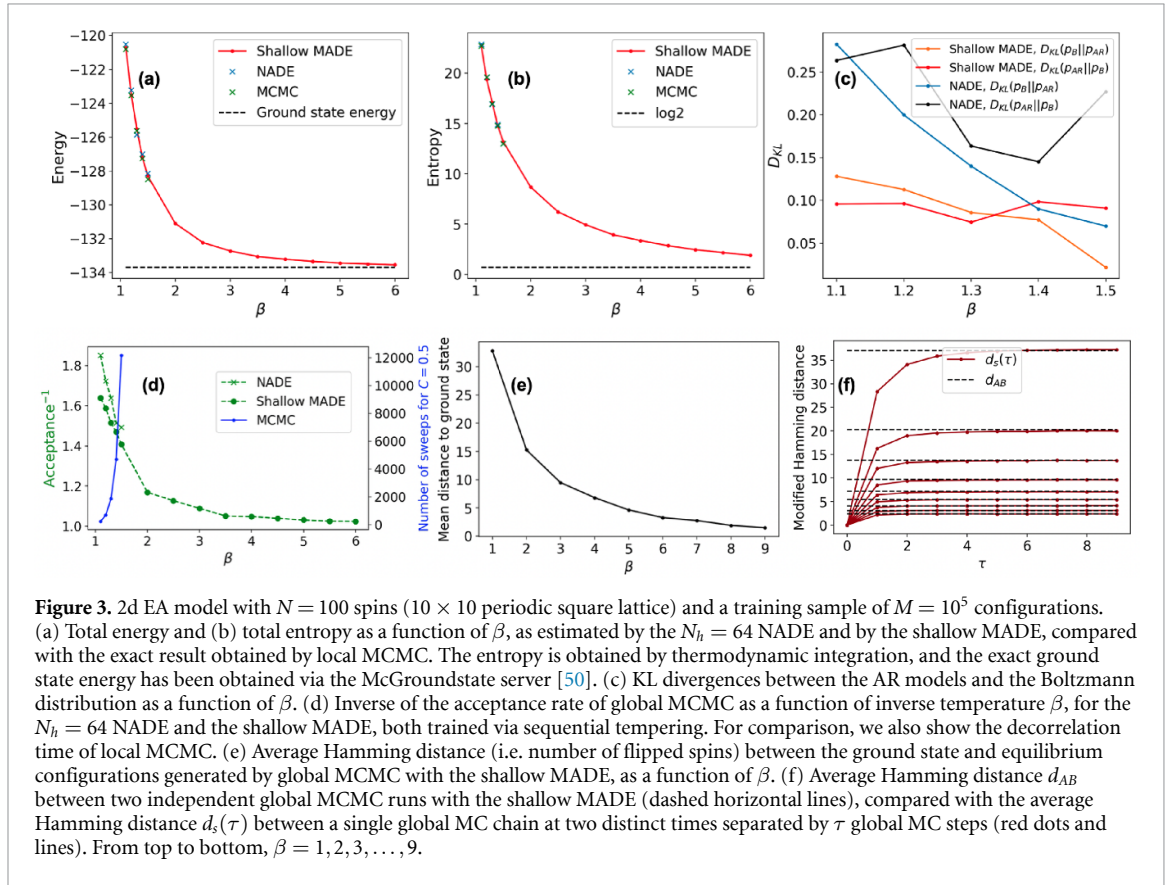 −120
−122
−124
−126
−128
−130
−132
−134
Energy
(a)
Shallow MADE
NADE
MCMC
Ground state energy
1 2 3 4 5 6
β
20
15
10
5
0
Entropy
(b)
Shallow MADE
NADE
MCMC
log2
1 2 3 4 5 6
β
0.25
0.20
0.15
0.10
0.05
D_KL
(c)
Shallow MADE, D_KL(p_B||p_AR)
Shallow MADE, D_KL(p_AR||p_B)
NADE, D_KL(p_B||p_AR)
NADE, D_KL(p_AR||p_B)
1.1 1.2 1.3 1.4 1.5
β
1.8
1.6
1.4
1.2
1.0
Acceptance⁻¹
(d)
NADE
Shallow MADE
MCMC
12000
10000
8000
6000
4000
2000
0
Number of sweeps for C = 0.5
1 2 3 4 5 6
β
30
25
20
15
10
5
0
Mean distance to ground state
(e)
1 2 3 4 5 6 7 8 9
β
35
30
25
20
15
10
5
0
Modified Hamming distance
(f)
d_s(τ)
d_AB
0 2 4 6 8
τ
Figure 3. 2d EA model with N = 100 spins (10 × 10 periodic square lattice) and a training sample of M = 10⁵ configurations.
(a) Total energy and (b) total entropy as a function of β, as estimated by the N_h = 64 NADE and by the shallow MADE, compared
with the exact result obtained by local MCMC. The entropy is obtained by thermodynamic integration, and the exact ground
state energy has been obtained via the McGroundstate server [50]. (c) KL divergences between the AR models and the Boltzmann
distribution as a function of β. (d) Inverse of the acceptance rate of global MCMC as a function of inverse temperature β, for the
N_h = 64 NADE and the shallow MADE, both trained via sequential tempering. For comparison, we also show the decorrelation
time of local MCMC. (e) Average Hamming distance (i.e. number of flipped spins) between the ground state and equilibrium
configurations generated by global MCMC with the shallow MADE, as a function of β. (f) Average Hamming distance d_AB
between two independent global MCMC runs with the shallow MADE (dashed horizontal lines), compared with the average
Hamming distance d_s(τ) between a single global MC chain at two distinct times separated by τ global MC steps (red dots and
lines). From top to bottom, β = 1, 2, 3, . . . , 9.